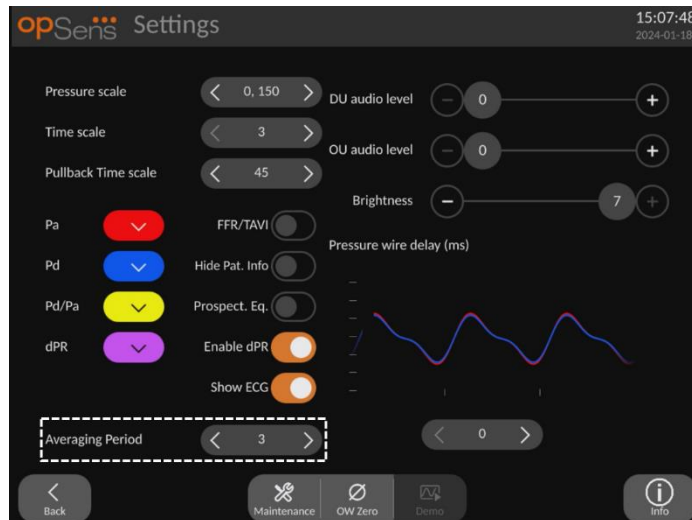 opSens Settings
15:07:48
2024-01-18
Pressure scale
0, 150
Time scale
3
Pullback Time scale
45
DU audio level
0
OU audio level
0
Brightness
7
Pa
Pd
Pd/Pa
dPR
FFR/TAVI
Hide Pat. Info
Prospect. Eq.
Enable dPR
Show ECG
Pressure wire delay (ms)
Averaging Period
3
0
Back
Maintenance
OW Zero
Demo
Info